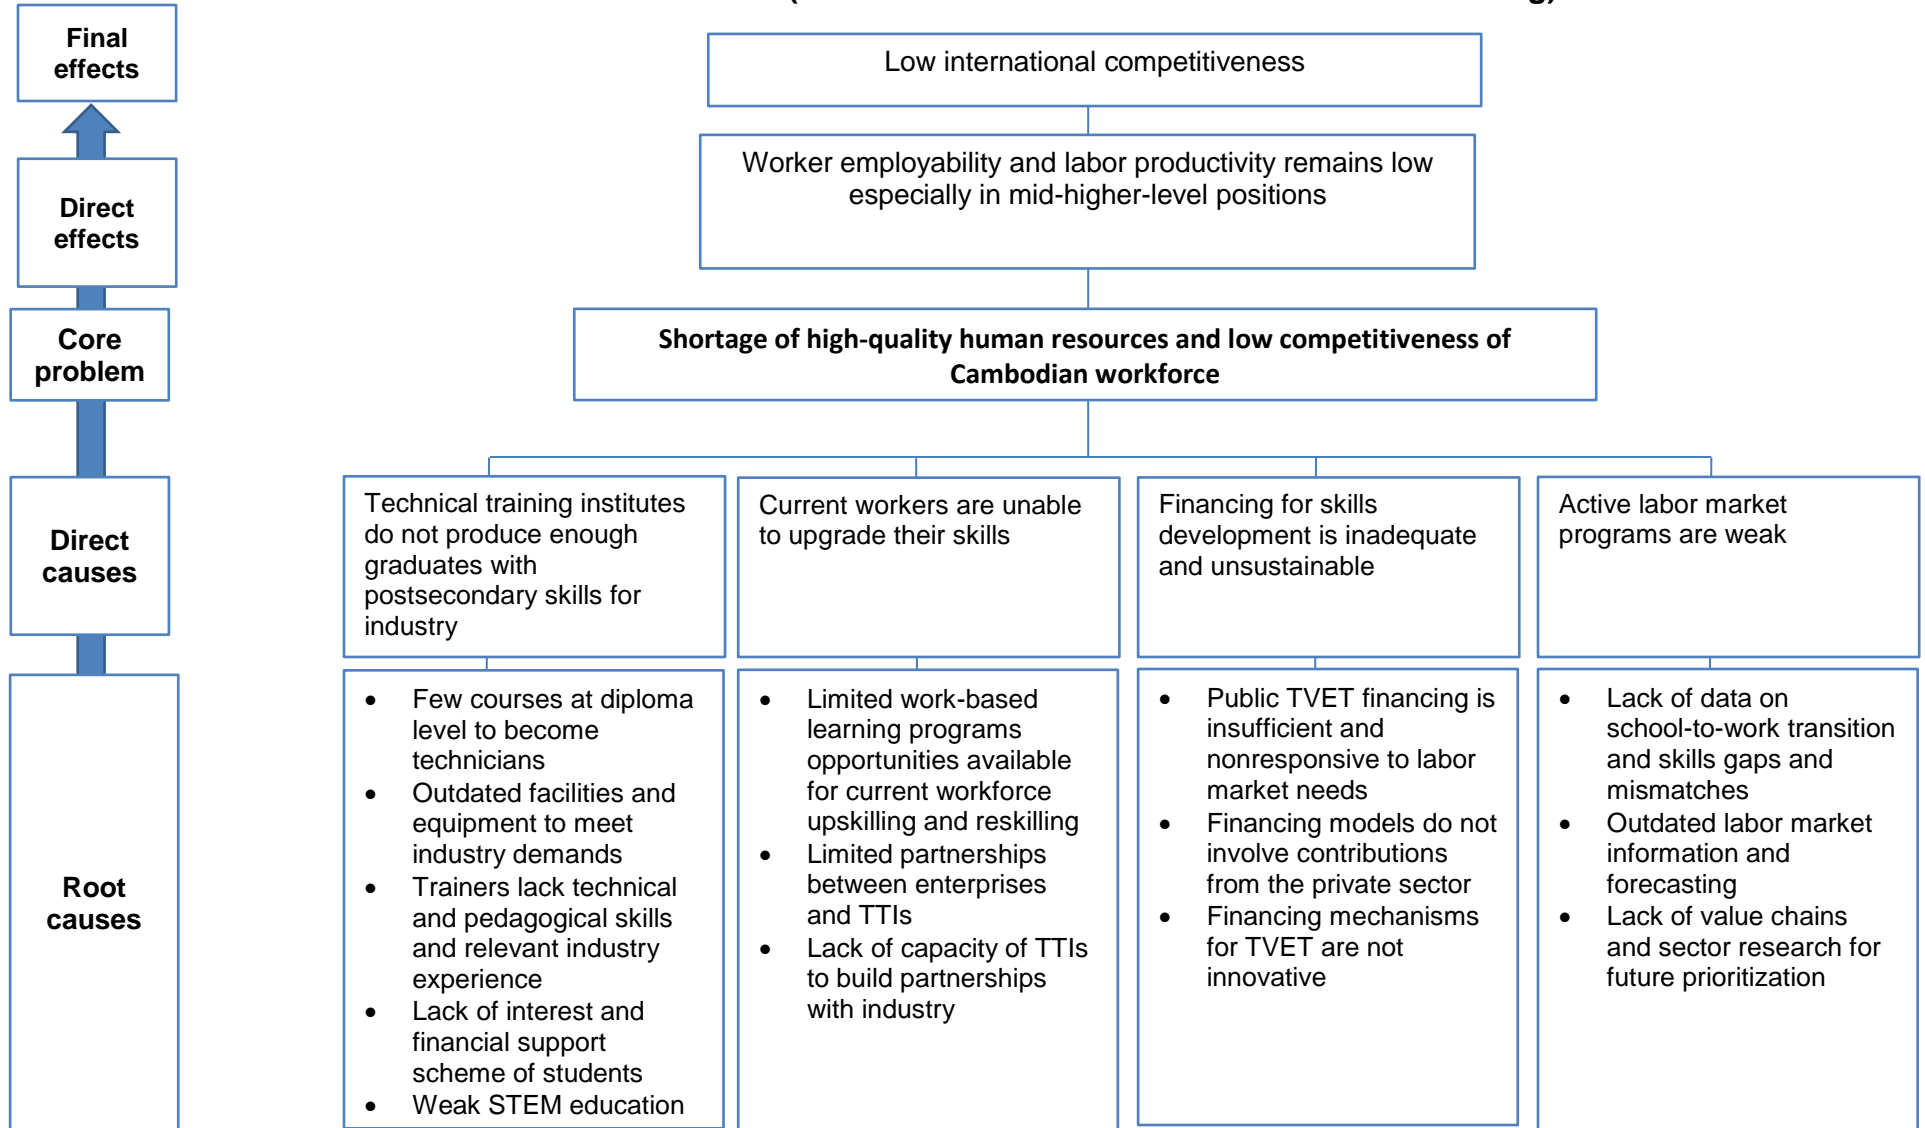 Final
effects
Low international competitiveness
Direct
effects
Worker employability and labor productivity remains low
especially in mid-higher-level positions
Core
problem
Shortage of high-quality human resources and low competitiveness of
Cambodian workforce
Direct
causes
Technical training institutes
do not produce enough
graduates with
postsecondary skills for
industry
Current workers are unable
to upgrade their skills
Financing for skills
development is inadequate
and unsustainable
Active labor market
programs are weak
Root
causes
• Few courses at diploma
level to become
technicians
• Outdated facilities and
equipment to meet
industry demands
• Trainers lack technical
and pedagogical skills
and relevant industry
experience
• Lack of interest and
financial support
scheme of students
• Weak STEM education
• Limited work-based
learning programs
opportunities available
for current workforce
upskilling and reskilling
• Limited partnerships
between enterprises
and TTIs
• Lack of capacity of TTIs
to build partnerships
with industry
• Public TVET financing is
insufficient and
nonresponsive to labor
market needs
• Financing models do not
involve contributions
from the private sector
• Financing mechanisms
for TVET are not
innovative
• Lack of data on
school-to-work transition
and skills gaps and
mismatches
• Outdated labor market
information and
forecasting
• Lack of value chains
and sector research for
future prioritization